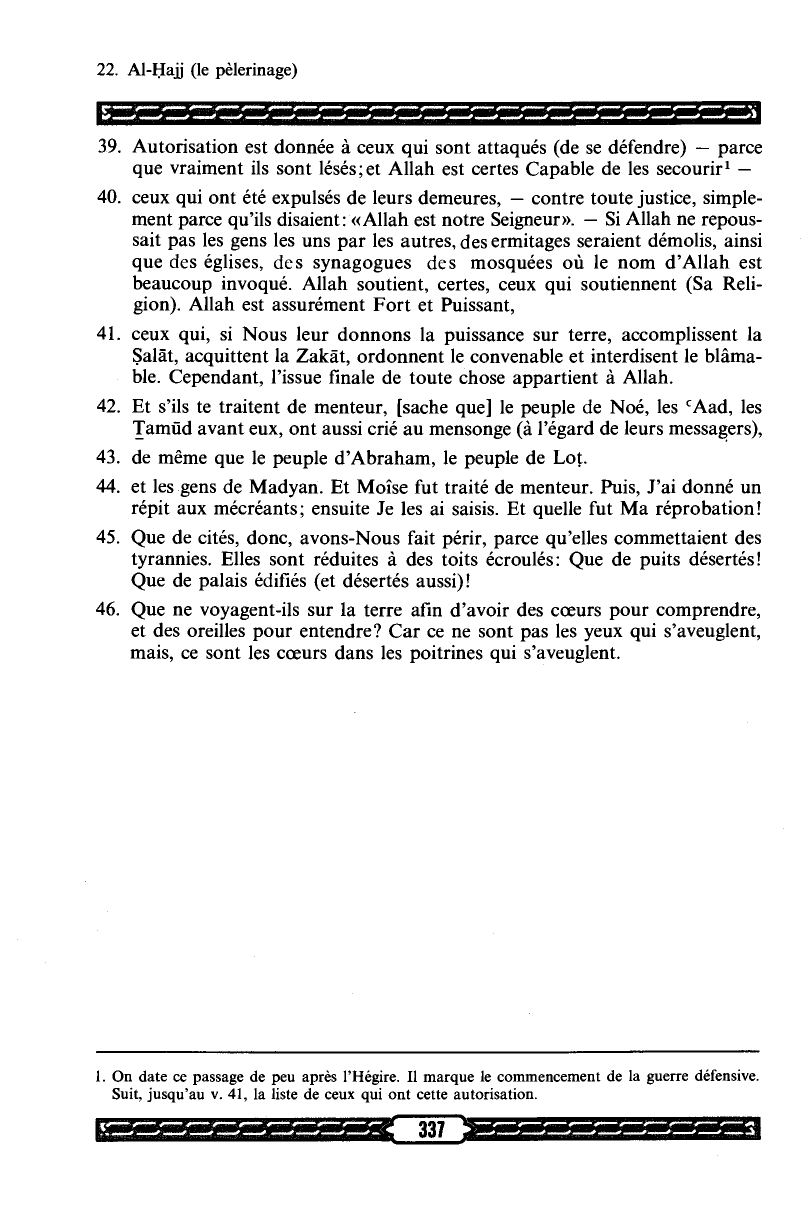 22. Al-Ḥajj (le pèlerinage)
39. Autorisation est donnée à ceux qui sont attaqués (de se défendre) — parce
que vraiment ils sont lésés; et Allah est certes Capable de les secourir¹ —
40. ceux qui ont été expulsés de leurs demeures, — contre toute justice, simple-
ment parce qu'ils disaient: «Allah est notre Seigneur». — Si Allah ne repous-
sait pas les gens les uns par les autres, des ermitages seraient démolis, ainsi
que des églises, des synagogues des mosquées où le nom d'Allah est
beaucoup invoqué. Allah soutient, certes, ceux qui soutiennent (Sa Reli-
gion). Allah est assurément Fort et Puissant,
41. ceux qui, si Nous leur donnons la puissance sur terre, accomplissent la
Ṣalāt, acquittent la Zakāt, ordonnent le convenable et interdisent le blâma-
ble. Cependant, l'issue finale de toute chose appartient à Allah.
42. Et s'ils te traitent de menteur, [sache que] le peuple de Noé, les ᶜAad, les
Ṯamūd avant eux, ont aussi crié au mensonge (à l'égard de leurs messagers),
43. de même que le peuple d'Abraham, le peuple de Loṭ.
44. et les gens de Madyan. Et Moîse fut traité de menteur. Puis, J'ai donné un
répit aux mécréants; ensuite Je les ai saisis. Et quelle fut Ma réprobation!
45. Que de cités, donc, avons-Nous fait périr, parce qu'elles commettaient des
tyrannies. Elles sont réduites à des toits écroulés: Que de puits désertés!
Que de palais édifiés (et désertés aussi)!
46. Que ne voyagent-ils sur la terre afin d'avoir des cœurs pour comprendre,
et des oreilles pour entendre? Car ce ne sont pas les yeux qui s'aveuglent,
mais, ce sont les cœurs dans les poitrines qui s'aveuglent.
1. On date ce passage de peu après l'Hégire. Il marque le commencement de la guerre défensive.
Suit, jusqu'au v. 41, la liste de ceux qui ont cette autorisation.
337